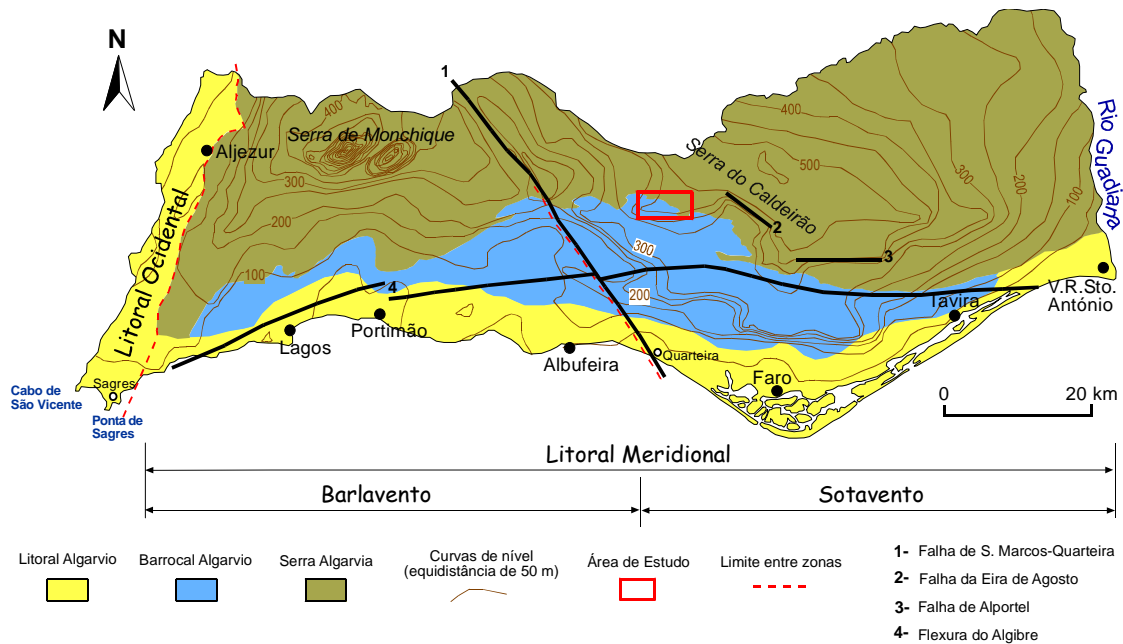 N
1
400
Serra de Monchique
Aljezur
300
200
100
Litoral Ocidental
4
Lagos
Portimão
Sagres
Cabo de
São Vicente
Ponta de
Sagres
Albufeira
Quarteira
Faro
Tavira
V.R.Sto.
António
Rio Guadiana
Serra do Caldeirão
2
3
400
500
300
200
100
300
200
0
20 km
Litoral Meridional
Barlavento
Sotavento
Litoral Algarvio
Barrocal Algarvio
Serra Algarvia
Curvas de nível
(equidistância de 50 m)
Área de Estudo
Limite entre zonas
1- Falha de S. Marcos-Quarteira
2- Falha da Eira de Agosto
3- Falha de Alportel
4- Flexura do Algibre